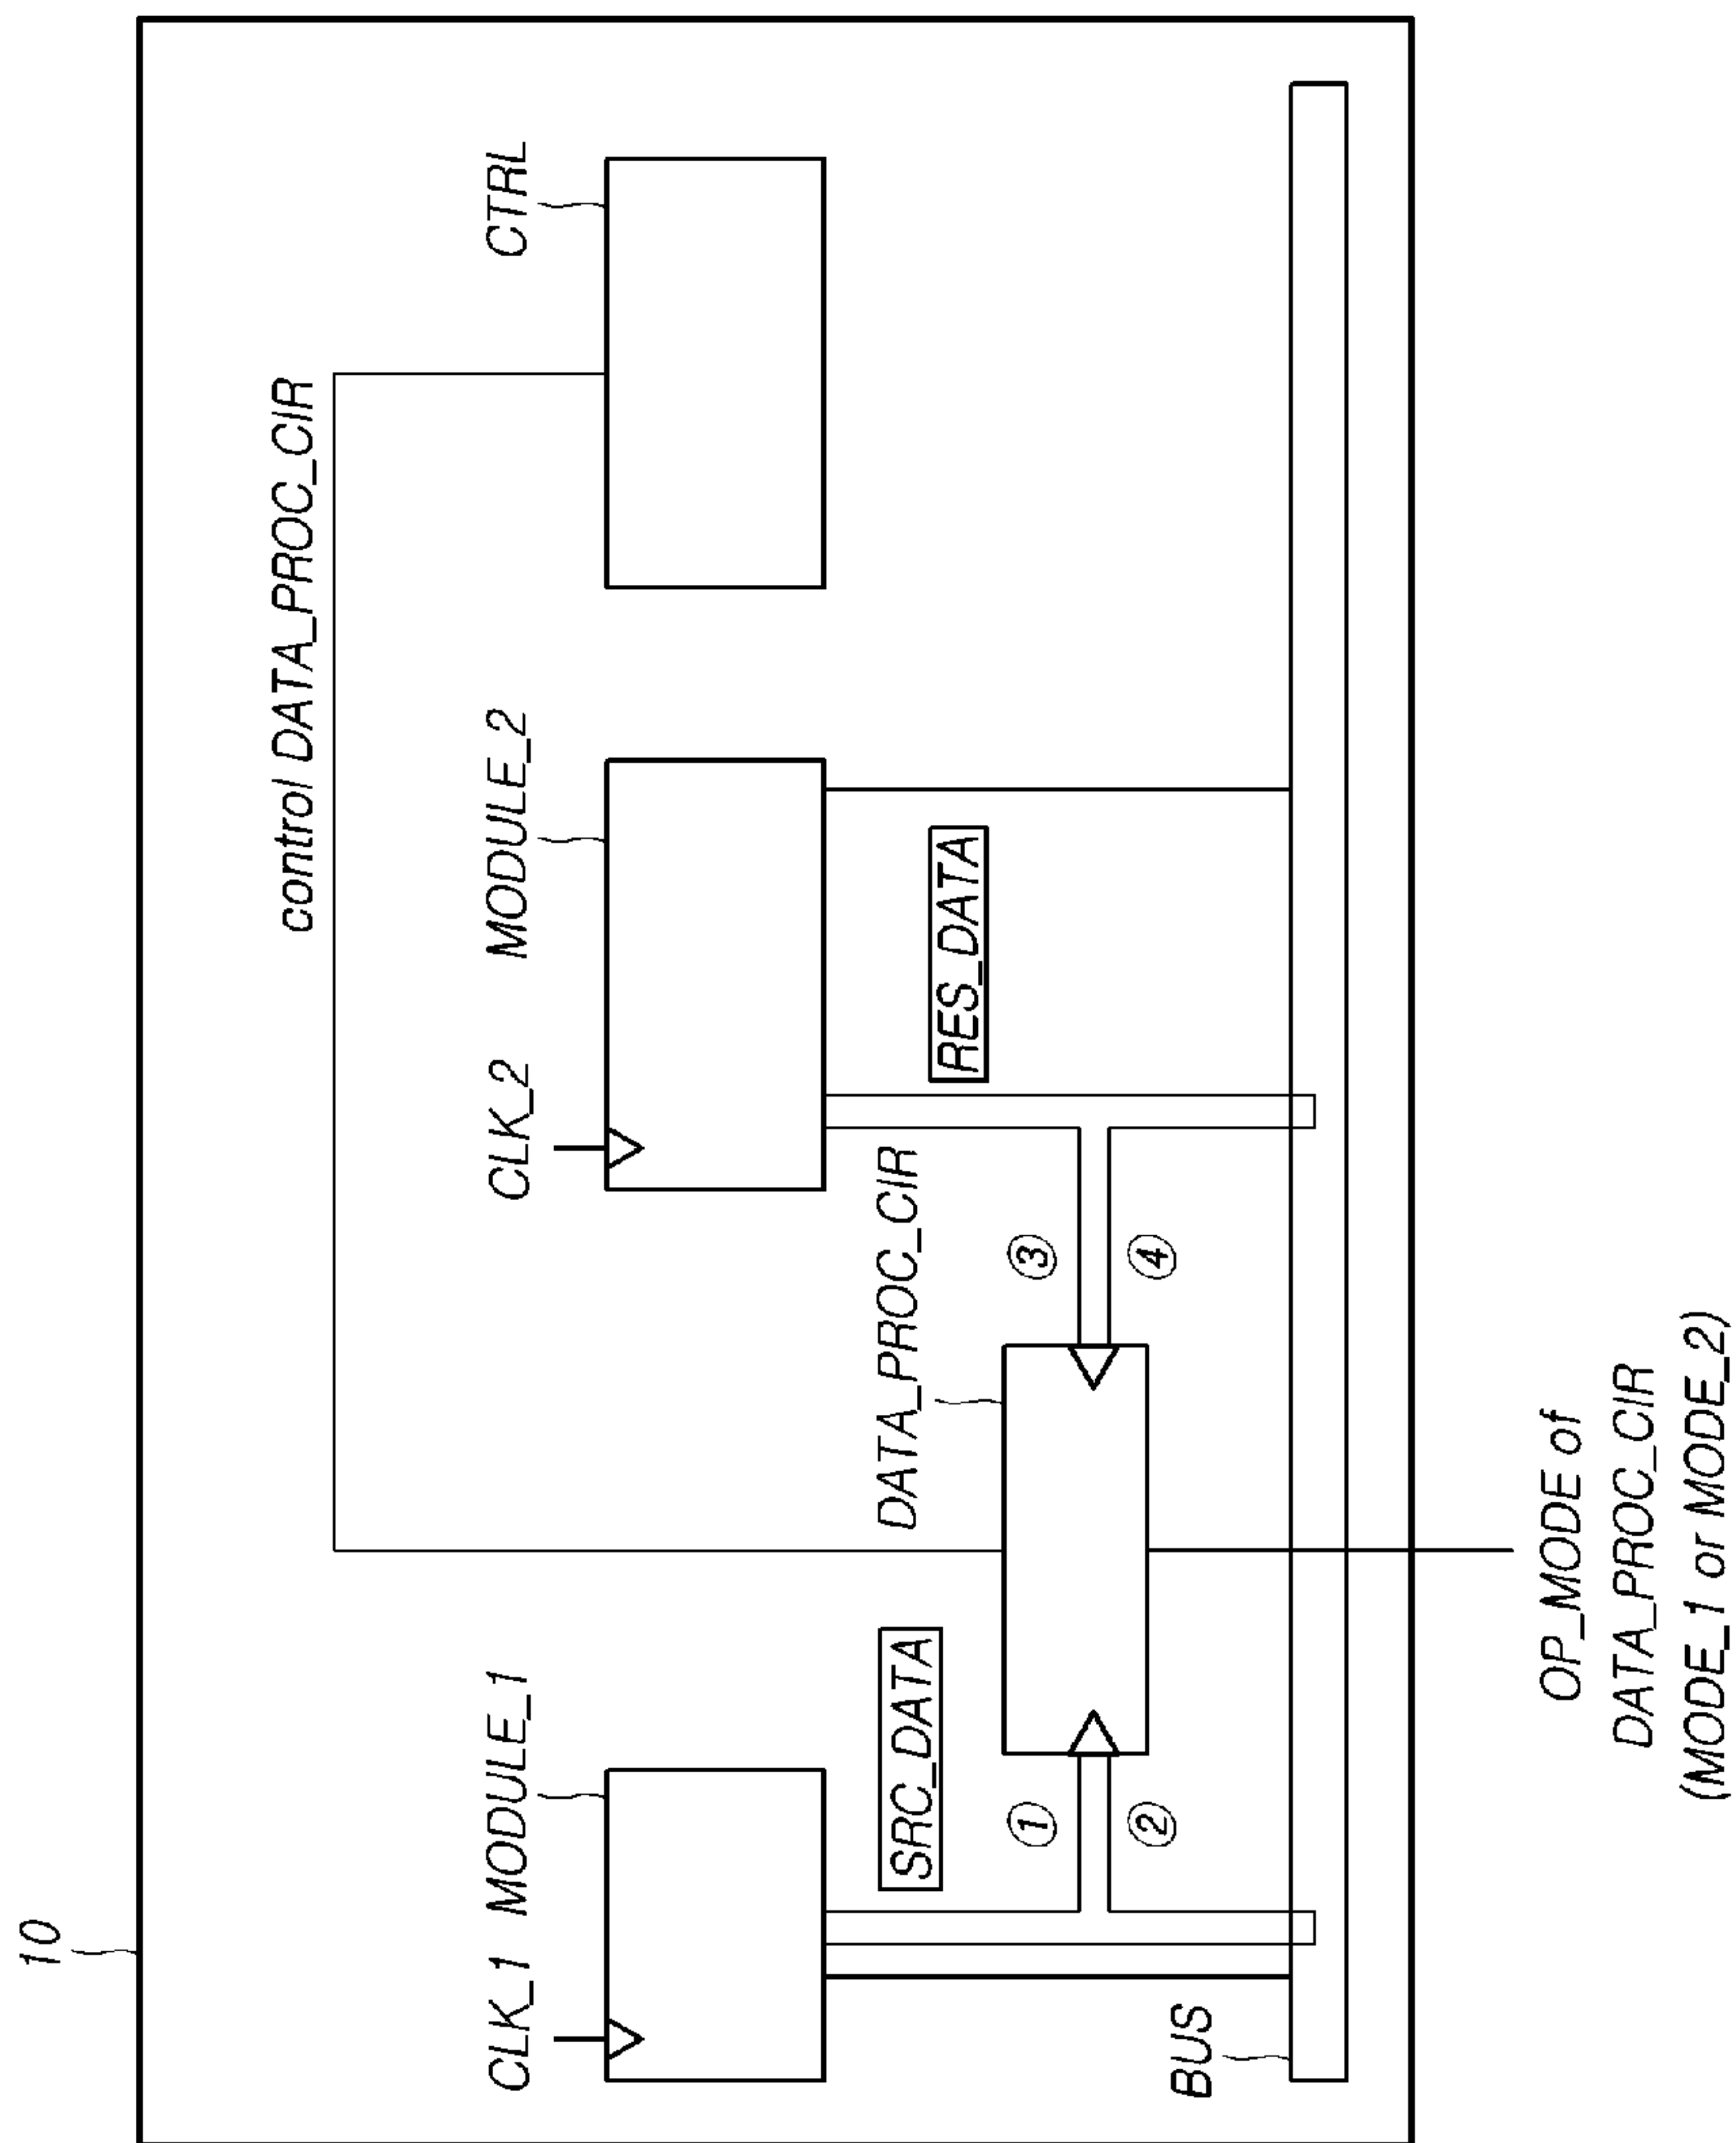 10
control DATA_PROC_CIR
CLK_1
MODULE_1
CLK_2
MODULE_2
CTRL
SRC_DATA
DATA_PROC_CIR
RES_DATA
①
③
②
④
BUS
OP_MODE of
DATA_PROC_CIR
(MODE_1 or MODE_2)